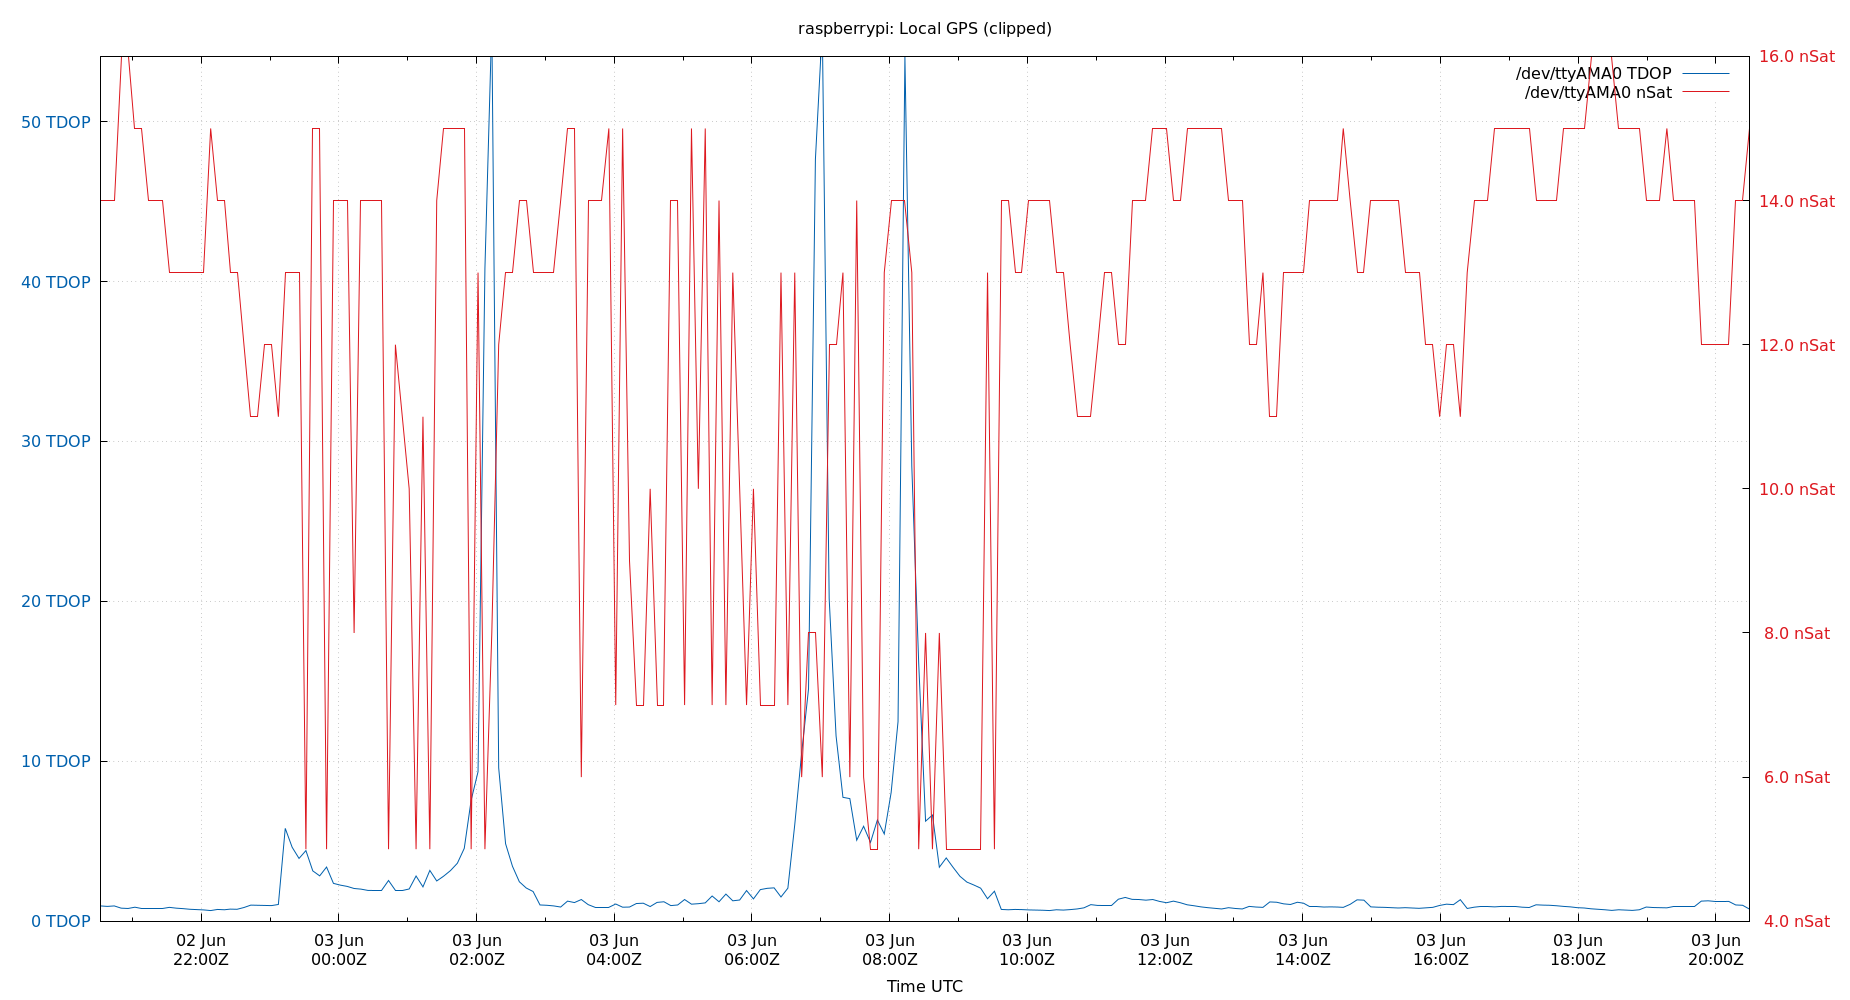 raspberrypi: Local GPS (clipped)
/dev/ttyAMA0 TDOP
/dev/ttyAMA0 nSat
50 TDOP
40 TDOP
30 TDOP
20 TDOP
10 TDOP
0 TDOP
16.0 nSat
14.0 nSat
12.0 nSat
10.0 nSat
8.0 nSat
6.0 nSat
4.0 nSat
02 Jun
22:00Z
03 Jun
00:00Z
03 Jun
02:00Z
03 Jun
04:00Z
03 Jun
06:00Z
03 Jun
08:00Z
03 Jun
10:00Z
03 Jun
12:00Z
03 Jun
14:00Z
03 Jun
16:00Z
03 Jun
18:00Z
03 Jun
20:00Z
Time UTC